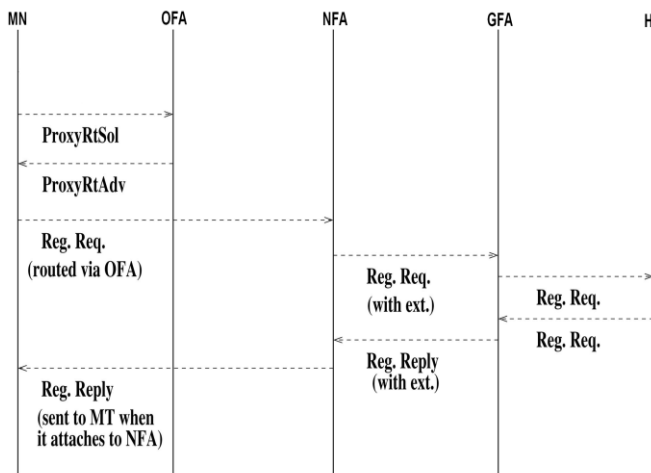 MN OFA NFA GFA H
ProxyRtSol
ProxyRtAdv
Reg. Req.
(routed via OFA)
Reg. Req.
(with ext.)
Reg. Req.
Reg. Req.
Reg. Reply
(with ext.)
Reg. Reply
(sent to MT when
it attaches to NFA)